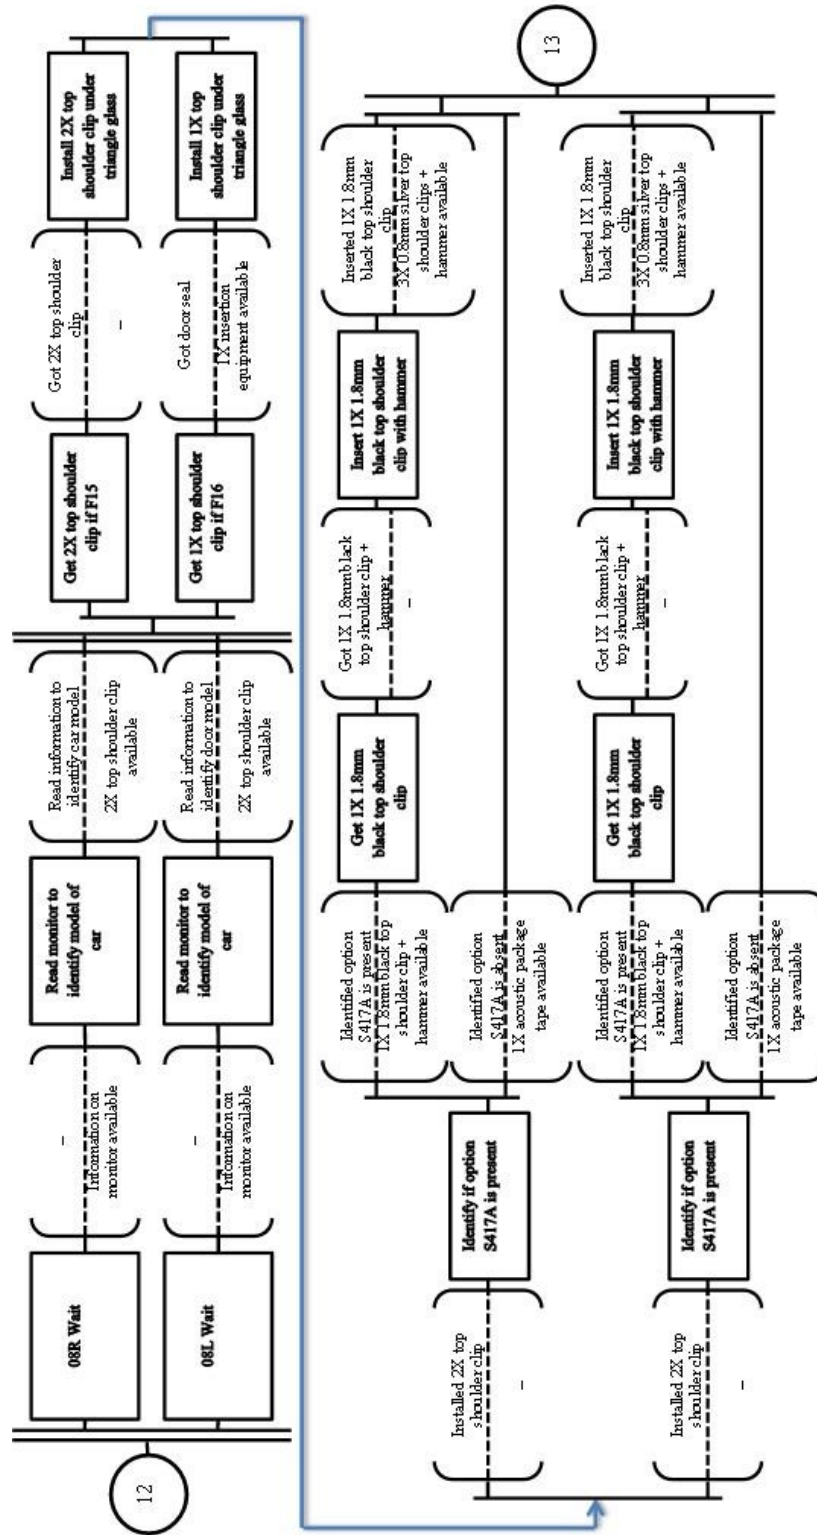 12
08R Wait
–
Information on
monitor available
Read monitor to
identify model of
car
Read information to
identify car model
2X top shoulder clip
available
Get 2X top shoulder
clip if F15
Got 2X top shoulder
clip
–
Install 2X top
shoulder clip under
triangle glass
08L Wait
–
Information on
monitor available
Read monitor to
identify model of
car
Read information to
identify door model
2X top shoulder clip
available
Get 1X top shoulder
clip if F16
Got door seal
1X insertion
equipment available
Install 1X top
shoulder clip under
triangle glass
Installed 2X top
shoulder clip
–
Identify if option
S417A is present
Identified option
S417A is present
1X 1.8mm black top
shoulder clip +
hammer available
Get 1X 1.8mm
black top shoulder
clip
Got 1X 1.8mm black
top shoulder clip +
hammer
–
Insert 1X 1.8mm
black top shoulder
clip with hammer
Inserted 1X 1.8mm
black top shoulder
clip
3X 0.8mm silver top
shoulder clips +
hammer available
Identified option
S417A is absent
1X acoustic package
tape available
Installed 2X top
shoulder clip
–
Identify if option
S417A is present
Identified option
S417A is present
1X 1.8mm black top
shoulder clip +
hammer available
Get 1X 1.8mm
black top shoulder
clip
Got 1X 1.8mm black
top shoulder clip +
hammer
–
Insert 1X 1.8mm
black top shoulder
clip with hammer
Inserted 1X 1.8mm
black top shoulder
clip
3X 0.8mm silver top
shoulder clips +
hammer available
Identified option
S417A is absent
1X acoustic package
tape available
13